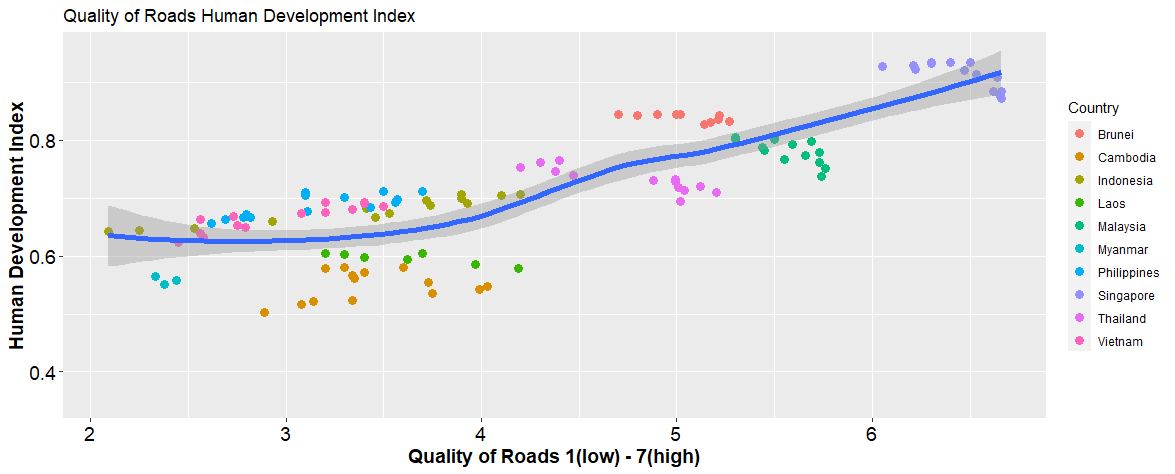 Quality of Roads Human Development Index
Human Development Index
0.8
0.6
0.4
2 3 4 5 6
Quality of Roads 1(low) - 7(high)
Country
Brunei
Cambodia
Indonesia
Laos
Malaysia
Myanmar
Philippines
Singapore
Thailand
Vietnam